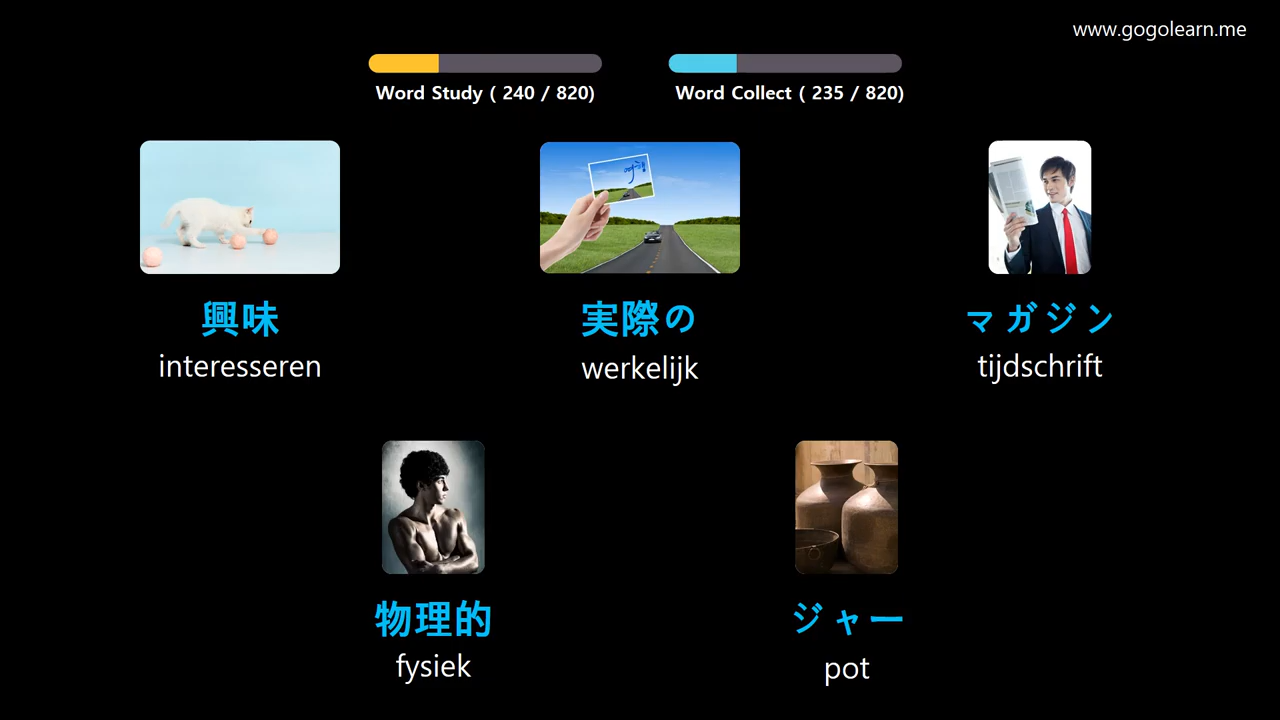 www.gogolearn.me
Word Study ( 240 / 820)
Word Collect ( 235 / 820)
興味
interesseren
実際の
werkelijk
マガジン
tijdschrift
物理的
fysiek
ジャー
pot